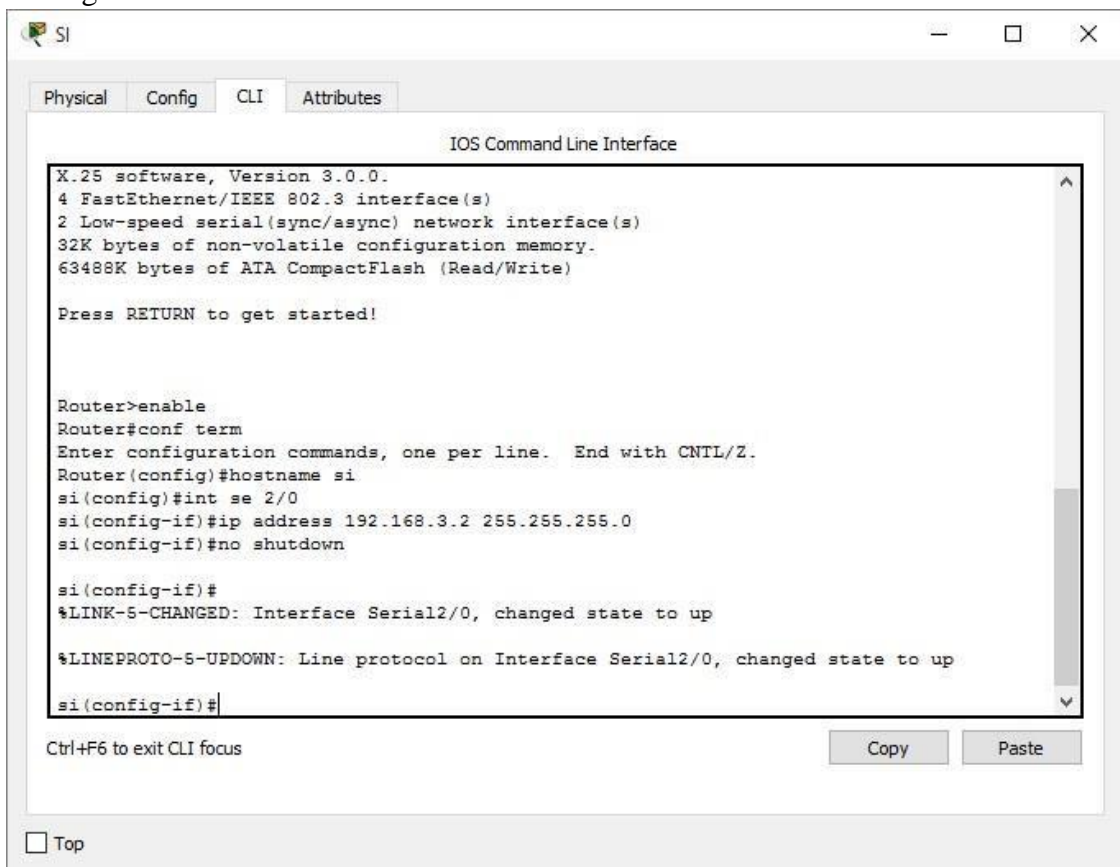 SI
Physical Config CLI Attributes
IOS Command Line Interface
X.25 software, Version 3.0.0.
4 FastEthernet/IEEE 802.3 interface(s)
2 Low-speed serial(sync/async) network interface(s)
32K bytes of non-volatile configuration memory.
63488K bytes of ATA CompactFlash (Read/Write)
Press RETURN to get started!
Router>enable
Router#conf term
Enter configuration commands, one per line.  End with CNTL/Z.
Router(config)#hostname si
si(config)#int se 2/0
si(config-if)#ip address 192.168.3.2 255.255.255.0
si(config-if)#no shutdown
si(config-if)#
%LINK-5-CHANGED: Interface Serial2/0, changed state to up
%LINEPROTO-5-UPDOWN: Line protocol on Interface Serial2/0, changed state to up
si(config-if)#
Ctrl+F6 to exit CLI focus
Copy Paste
Top